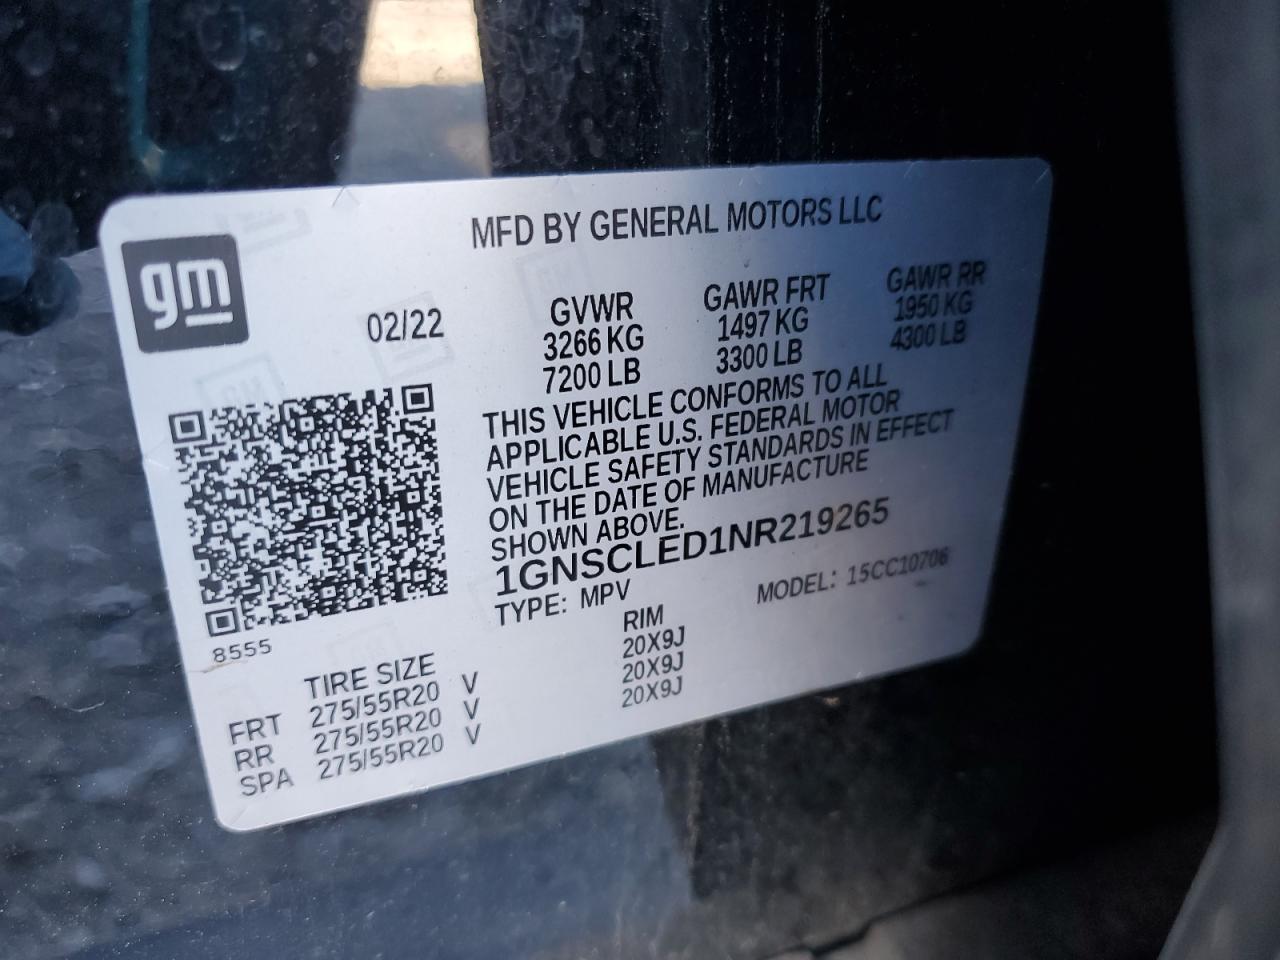 MFD BY GENERAL MOTORS LLC
gm
02/22
GVWR
3266 KG
7200 LB
GAWR FRT
1497 KG
3300 LB
GAWR RR
1950 KG
4300 LB
THIS VEHICLE CONFORMS TO ALL
APPLICABLE U.S. FEDERAL MOTOR
VEHICLE SAFETY STANDARDS IN EFFECT
ON THE DATE OF MANUFACTURE
SHOWN ABOVE.
1GNSCLED1NR219265
TYPE: MPV
MODEL: 15CC10706
8555
TIRE SIZE
RIM
FRT 275/55R20 V 20X9J
RR 275/55R20 V 20X9J
SPA 275/55R20 V 20X9J